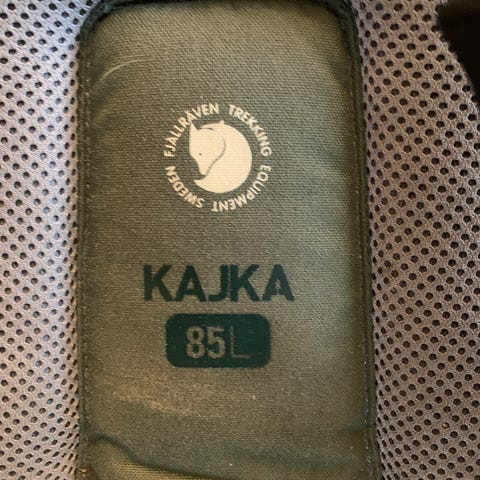 FJÄLLRÄVEN TREKKING EQUIPMENT SWEDEN
KAJKA
85L